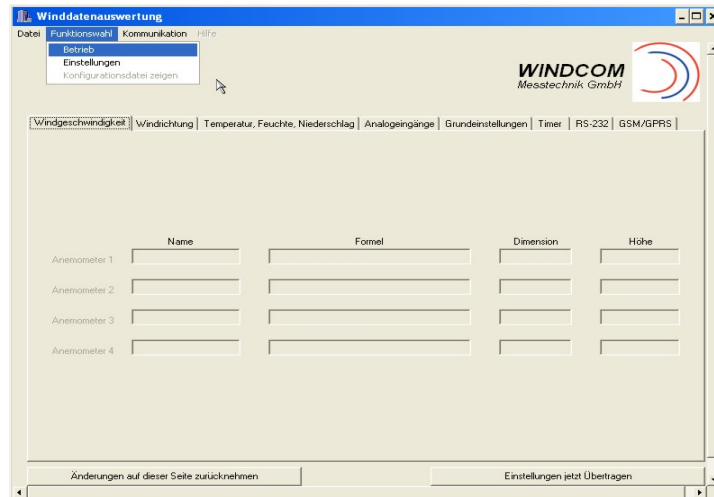 Winddatenauswertung
Datei Funktionswahl Kommunikation Hilfe
Betrieb
Einstellungen
Konfigurationsdatei zeigen
WINDCOM
Messtechnik GmbH
Windgeschwindigkeit Windrichtung Temperatur, Feuchte, Niederschlag Analogeingänge Grundeinstellungen Timer RS-232 GSM/GPRS
Name Formel Dimension Höhe
Anemometer 1
Anemometer 2
Anemometer 3
Anemometer 4
Änderungen auf dieser Seite zurücknehmen Einstellungen jetzt Übertragen